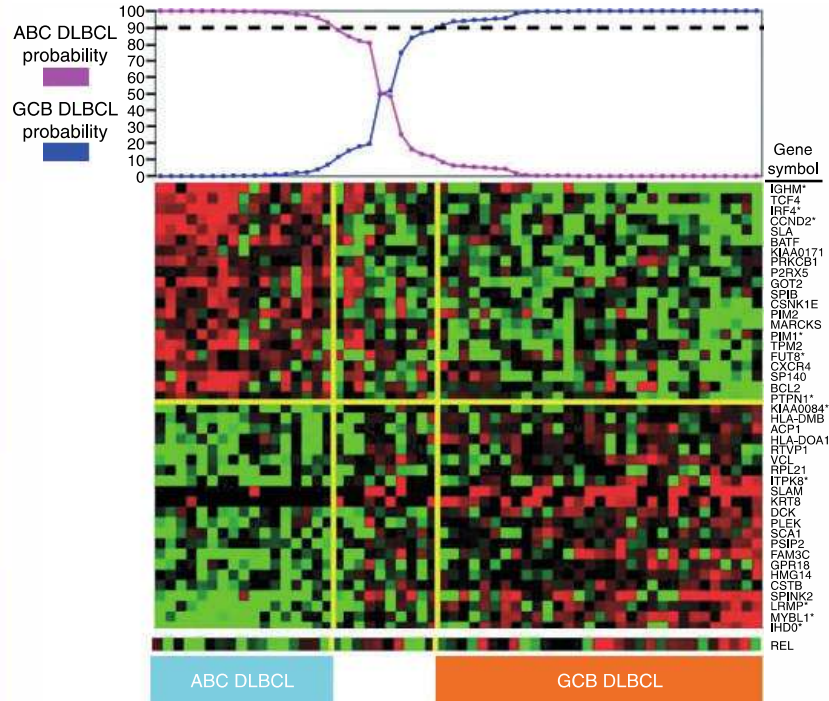 ABC DLBCL
probability
GCB DLBCL
probability
100
90
80
70
60
50
40
30
20
10
0
Gene
symbol
IGHM*
TCF4
IRF4*
CCND2*
SLA
BATF
KIAA0171
PRKCB1
P2RX5
GOT2
SPIB
CSNK1E
PIM2
MARCKS
PIM1*
TPM2
FUT8*
CXCR4
SP140
BCL2
PTPN1*
KIAA0084*
HLA-DMB
ACP1
HLA-DOA1
RTVP1
VCL
RPL21
ITPK8*
SLAM
KRT8
DCK
PLEK
SCA1
PSIP2
FAM3C
GPR18
HMG14
CSTB
SPINK2
LRMP*
MYBL1*
IHD0*
REL
ABC DLBCL
GCB DLBCL